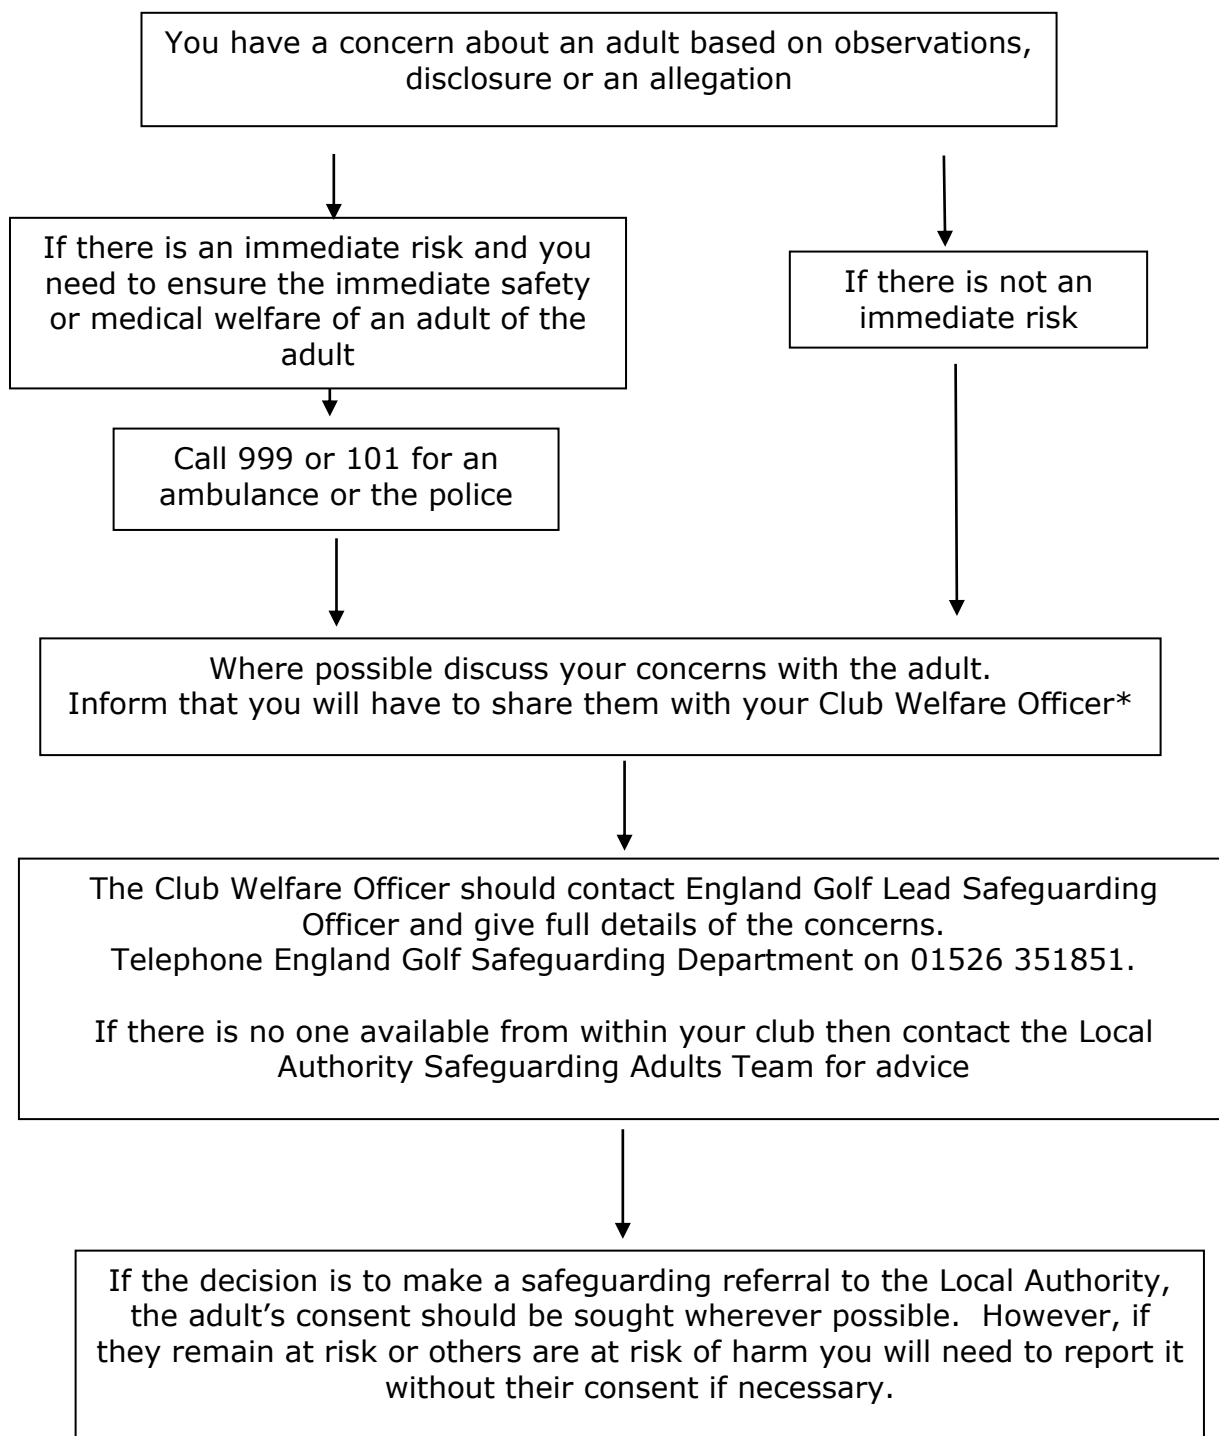 You have a concern about an adult based on observations,
disclosure or an allegation
If there is an immediate risk and you
need to ensure the immediate safety
or medical welfare of an adult of the
adult
If there is not an
immediate risk
Call 999 or 101 for an
ambulance or the police
Where possible discuss your concerns with the adult.
Inform that you will have to share them with your Club Welfare Officer*
The Club Welfare Officer should contact England Golf Lead Safeguarding
Officer and give full details of the concerns.
Telephone England Golf Safeguarding Department on 01526 351851.
If there is no one available from within your club then contact the Local
Authority Safeguarding Adults Team for advice
If the decision is to make a safeguarding referral to the Local Authority,
the adult’s consent should be sought wherever possible.  However, if
they remain at risk or others are at risk of harm you will need to report it
without their consent if necessary.